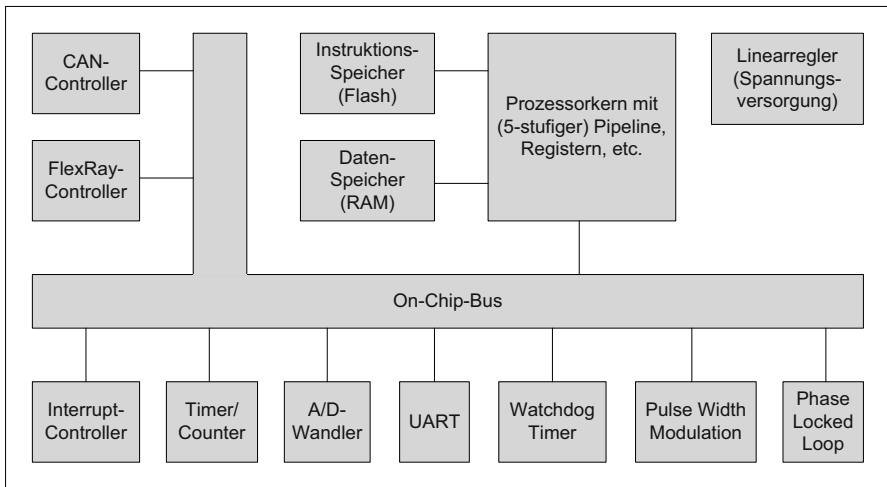 CAN-
Controller
FlexRay-
Controller
Instruktions-
Speicher
(Flash)
Daten-
Speicher
(RAM)
Prozessorkern mit
(5-stufiger) Pipeline,
Registern, etc.
Linearregler
(Spannungs-
versorgung)
On-Chip-Bus
Interrupt-
Controller
Timer/
Counter
A/D-
Wandler
UART
Watchdog
Timer
Pulse Width
Modulation
Phase
Locked
Loop